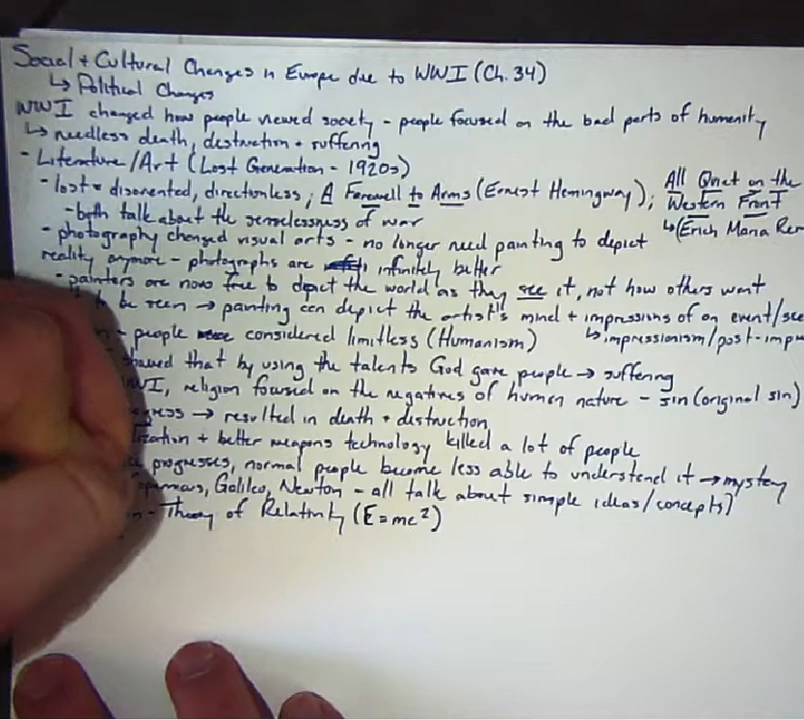 Social + Cultural Changes in Europe due to WWI (Ch. 34)
↳ Political Changes
WWI changed how people viewed society - people focused on the bad parts of humanity
↳ needless death, destruction + suffering
- Literature/Art (Lost Generation - 1920s)
- lost = disoriented, directionless; A Farewell to Arms (Ernest Hemingway); All Quiet on the
Western Front
- both talk about the senselessness of war ↳ (Erich Maria Rem
- photography changed visual arts - no longer need painting to depict
reality anymore - photographs are infinitely better
- painters are now free to depict the world as they see it, not how others want
to be seen → painting can depict the artist's mind + impressions of an event/sce
- people considered limitless (Humanism) ↳ impressionism/post-impr
showed that by using the talents God gave people → suffering
WWI, religion focused on the negatives of human nature - sin (original sin)
→ resulted in death + destruction
+ better weapons technology killed a lot of people
progresses, normal people become less able to understand it → mystery
Galileo, Newton - all talk about simple ideas/concepts)
- Theory of Relativity (E=mc²)